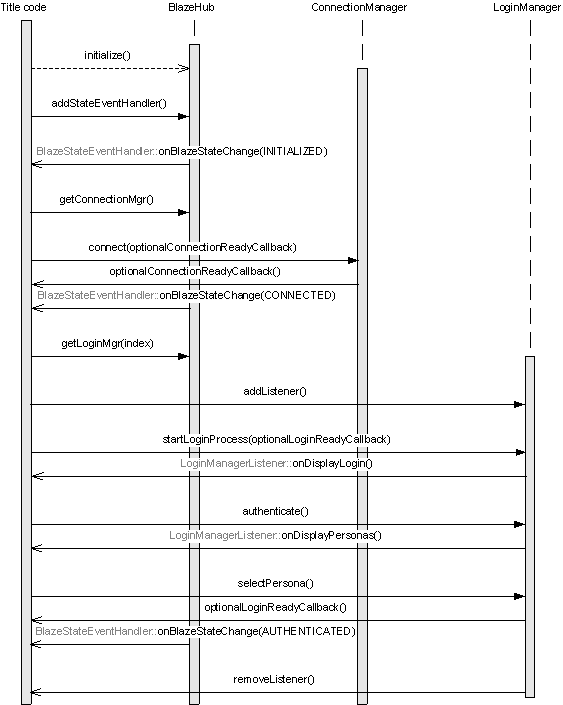 Title code BlazeHub ConnectionManager LoginManager
initialize()
addStateEventHandler()
BlazeStateEventHandler::onBlazeStateChange(INITIALIZED)
getConnectionMgr()
connect(optionalConnectionReadyCallback)
optionalConnectionReadyCallback()
BlazeStateEventHandler::onBlazeStateChange(CONNECTED)
getLoginMgr(index)
addListener()
startLoginProcess(optionalLoginReadyCallback)
LoginManagerListener::onDisplayLogin()
authenticate()
LoginManagerListener::onDisplayPersonas()
selectPersona()
optionalLoginReadyCallback()
BlazeStateEventHandler::onBlazeStateChange(AUTHENTICATED)
removeListener()